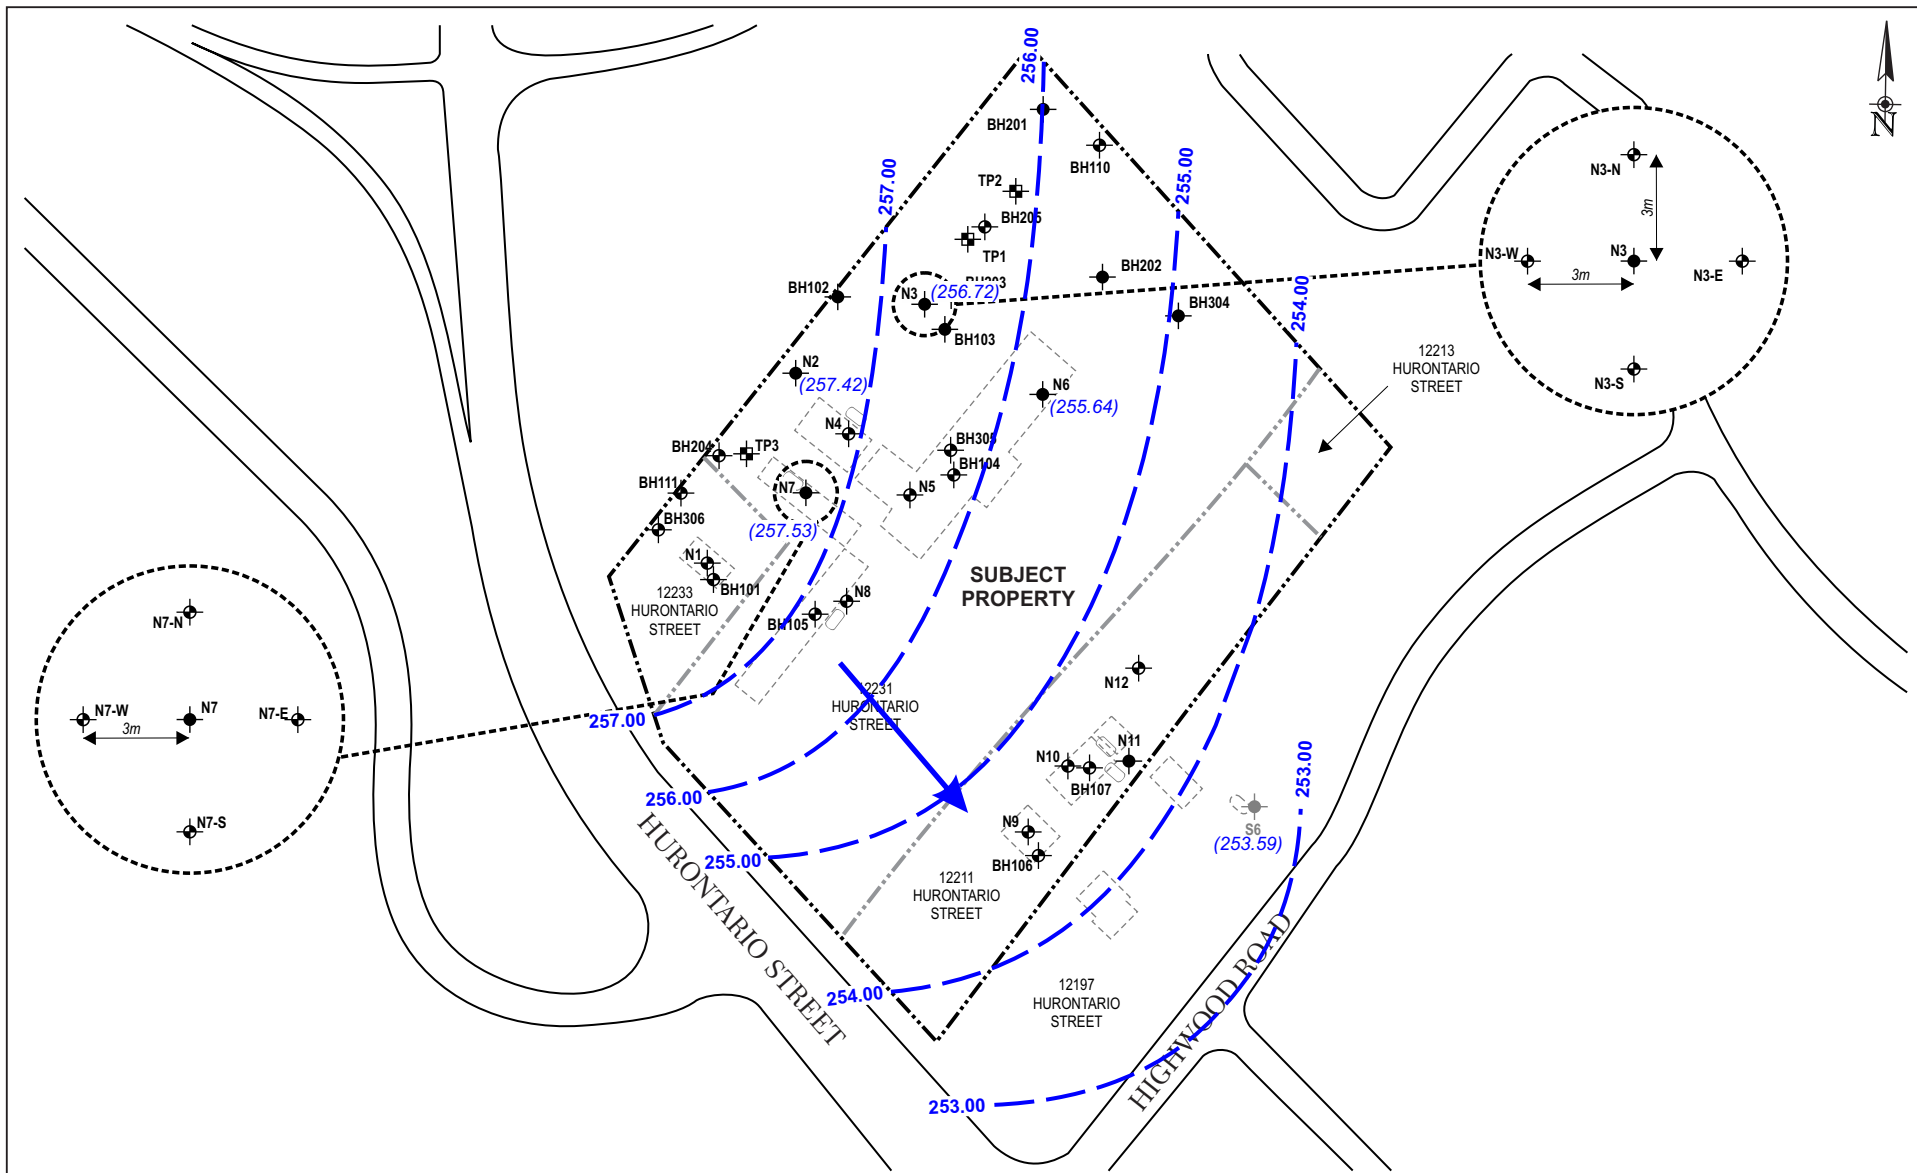 256.00
BH201
BH110
N
TP2
257.00
255.00
BH205
TP1
BH202
BH203
BH102
N3
(256.72)
BH304
BH103
254.00
N3-N
3m
N3-W
N3
N3-E
3m
N3-S
12213
HURONTARIO
STREET
N2
(257.42)
N6
(255.64)
N4
BH204
TP3
BH305
BH104
BH111
N7
N5
BH306
(257.53)
N1
BH101
SUBJECT
PROPERTY
12233
HURONTARIO
STREET
N8
BH105
N7-N
N7-W
N7
N7-E
3m
N7-S
N12
12231
HURONTARIO
STREET
257.00
N10
N11
BH107
253.00
256.00
N9
S6
(253.59)
BH106
255.00
12211
HURONTARIO
STREET
HURONTARIO STREET
254.00
12197
HURONTARIO
STREET
HIGHWOOD ROAD
253.00